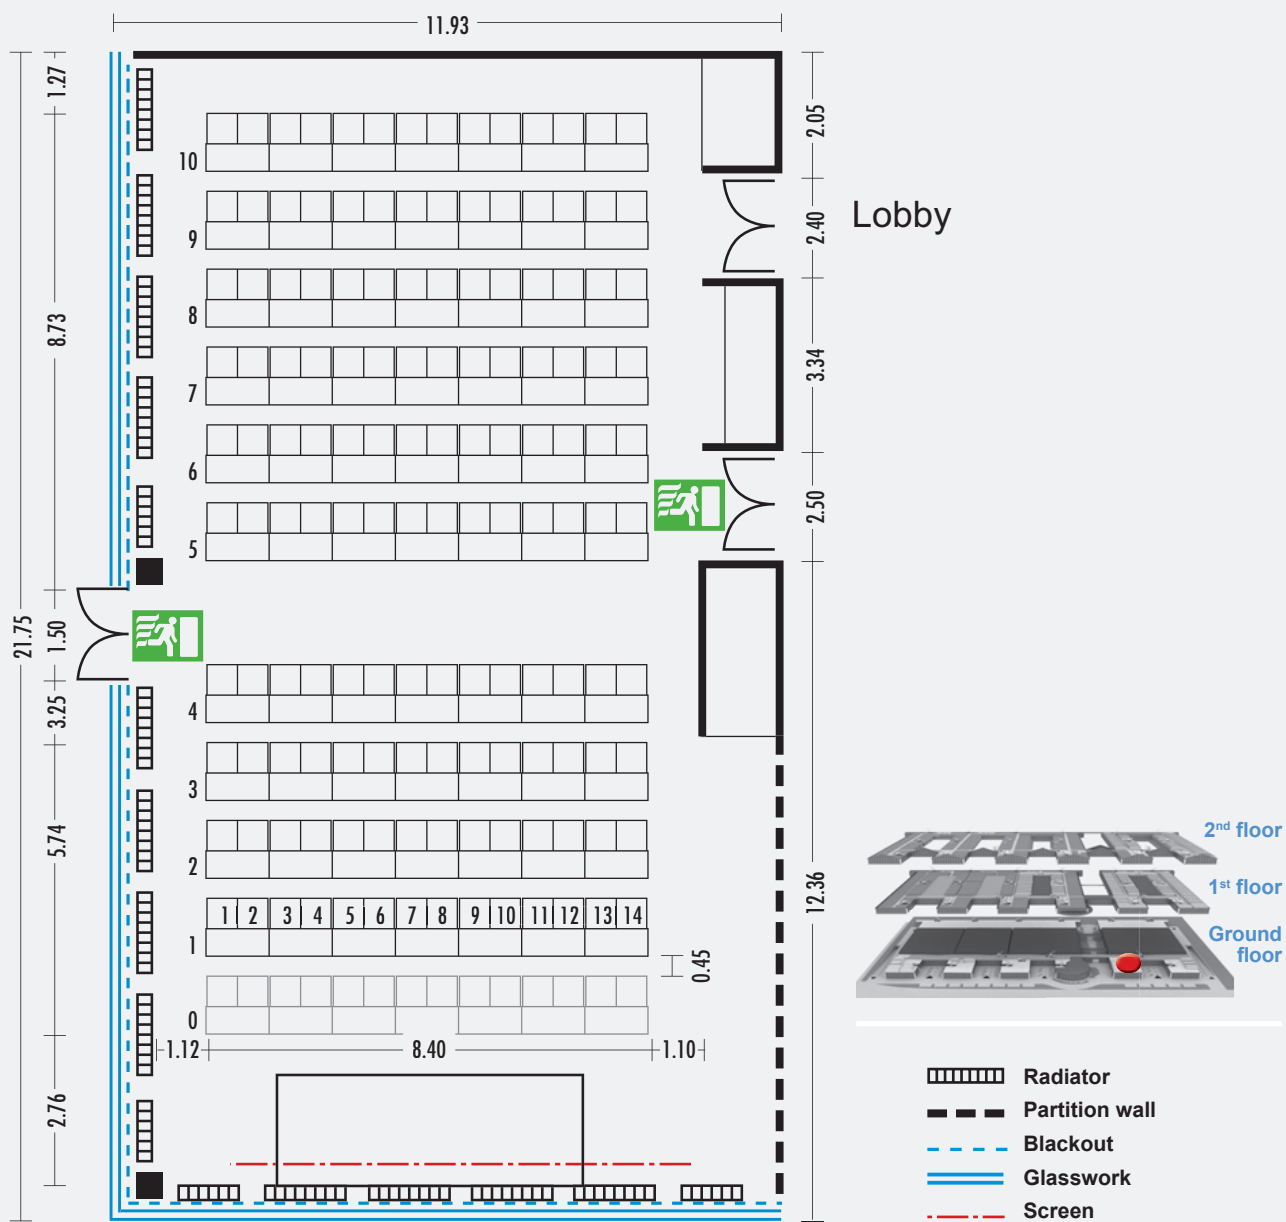 11.93
1.27
2.05
10
2.40
Lobby
9
8
8.73
3.34
7
6
2.50
5
21.75
1.50
3.25
4
3
5.74
2
2nd floor
1st floor
12.36
1 2 3 4 5 6 7 8 9 10 11 12 13 14
1
Ground
floor
0.45
0
1.12 8.40 1.10
2.76
Radiator
Partition wall
Blackout
Glasswork
Screen